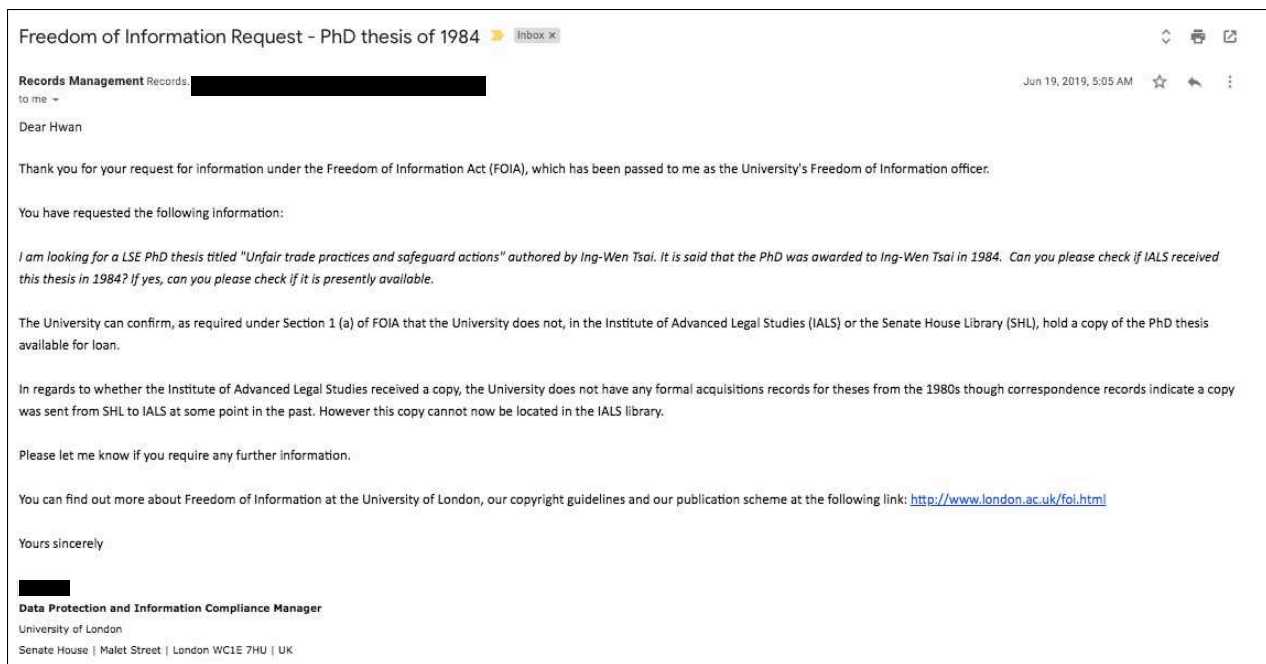 Freedom of Information Request - PhD thesis of 1984 Inbox x
Records Management Records. Jun 19, 2019, 5:05 AM
to me
Dear Hwan
Thank you for your request for information under the Freedom of Information Act (FOIA), which has been passed to me as the University's Freedom of Information officer.
You have requested the following information:
I am looking for a LSE PhD thesis titled "Unfair trade practices and safeguard actions" authored by Ing-Wen Tsai. It is said that the PhD was awarded to Ing-Wen Tsai in 1984. Can you please check if IALS received
this thesis in 1984? If yes, can you please check if it is presently available.
The University can confirm, as required under Section 1 (a) of FOIA that the University does not, in the Institute of Advanced Legal Studies (IALS) or the Senate House Library (SHL), hold a copy of the PhD thesis
available for loan.
In regards to whether the Institute of Advanced Legal Studies received a copy, the University does not have any formal acquisitions records for theses from the 1980s though correspondence records indicate a copy
was sent from SHL to IALS at some point in the past. However this copy cannot now be located in the IALS library.
Please let me know if you require any further information.
You can find out more about Freedom of Information at the University of London, our copyright guidelines and our publication scheme at the following link: http://www.london.ac.uk/foi.html
Yours sincerely
Data Protection and Information Compliance Manager
University of London
Senate House | Malet Street | London WC1E 7HU | UK